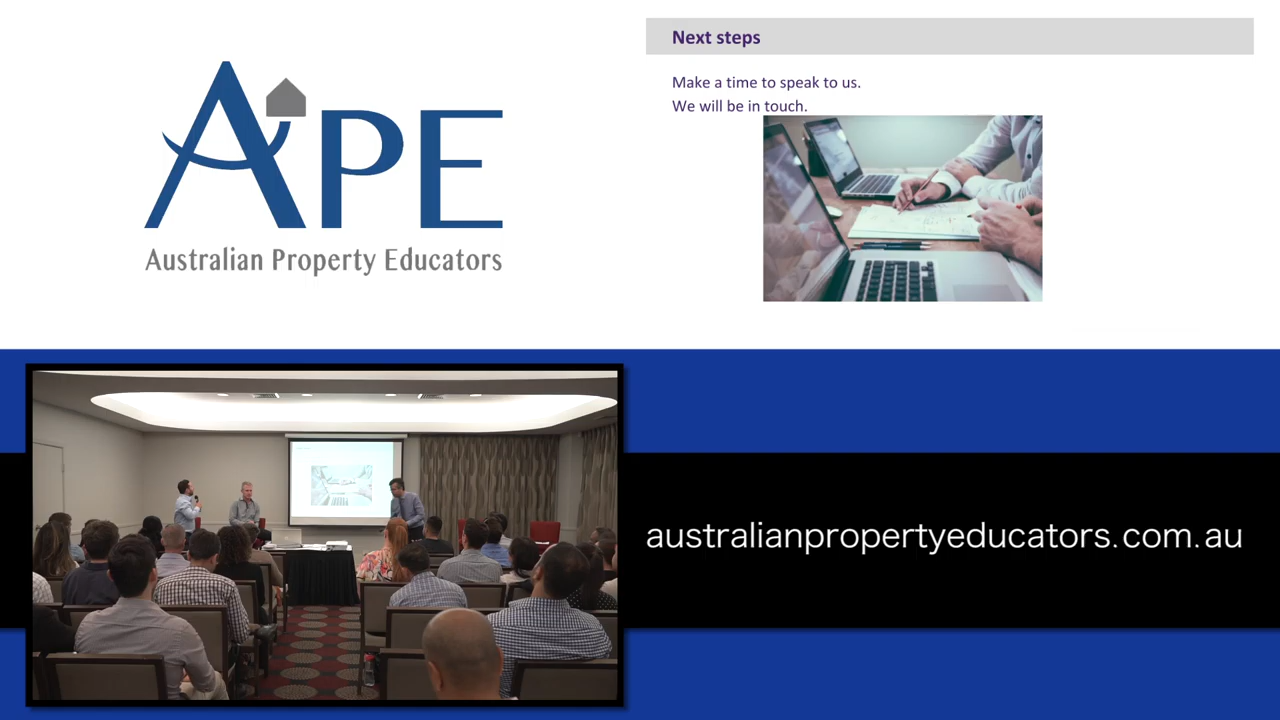 APE
Australian Property Educators
Next steps
Make a time to speak to us.
We will be in touch.
australianpropertyeducators.com.au